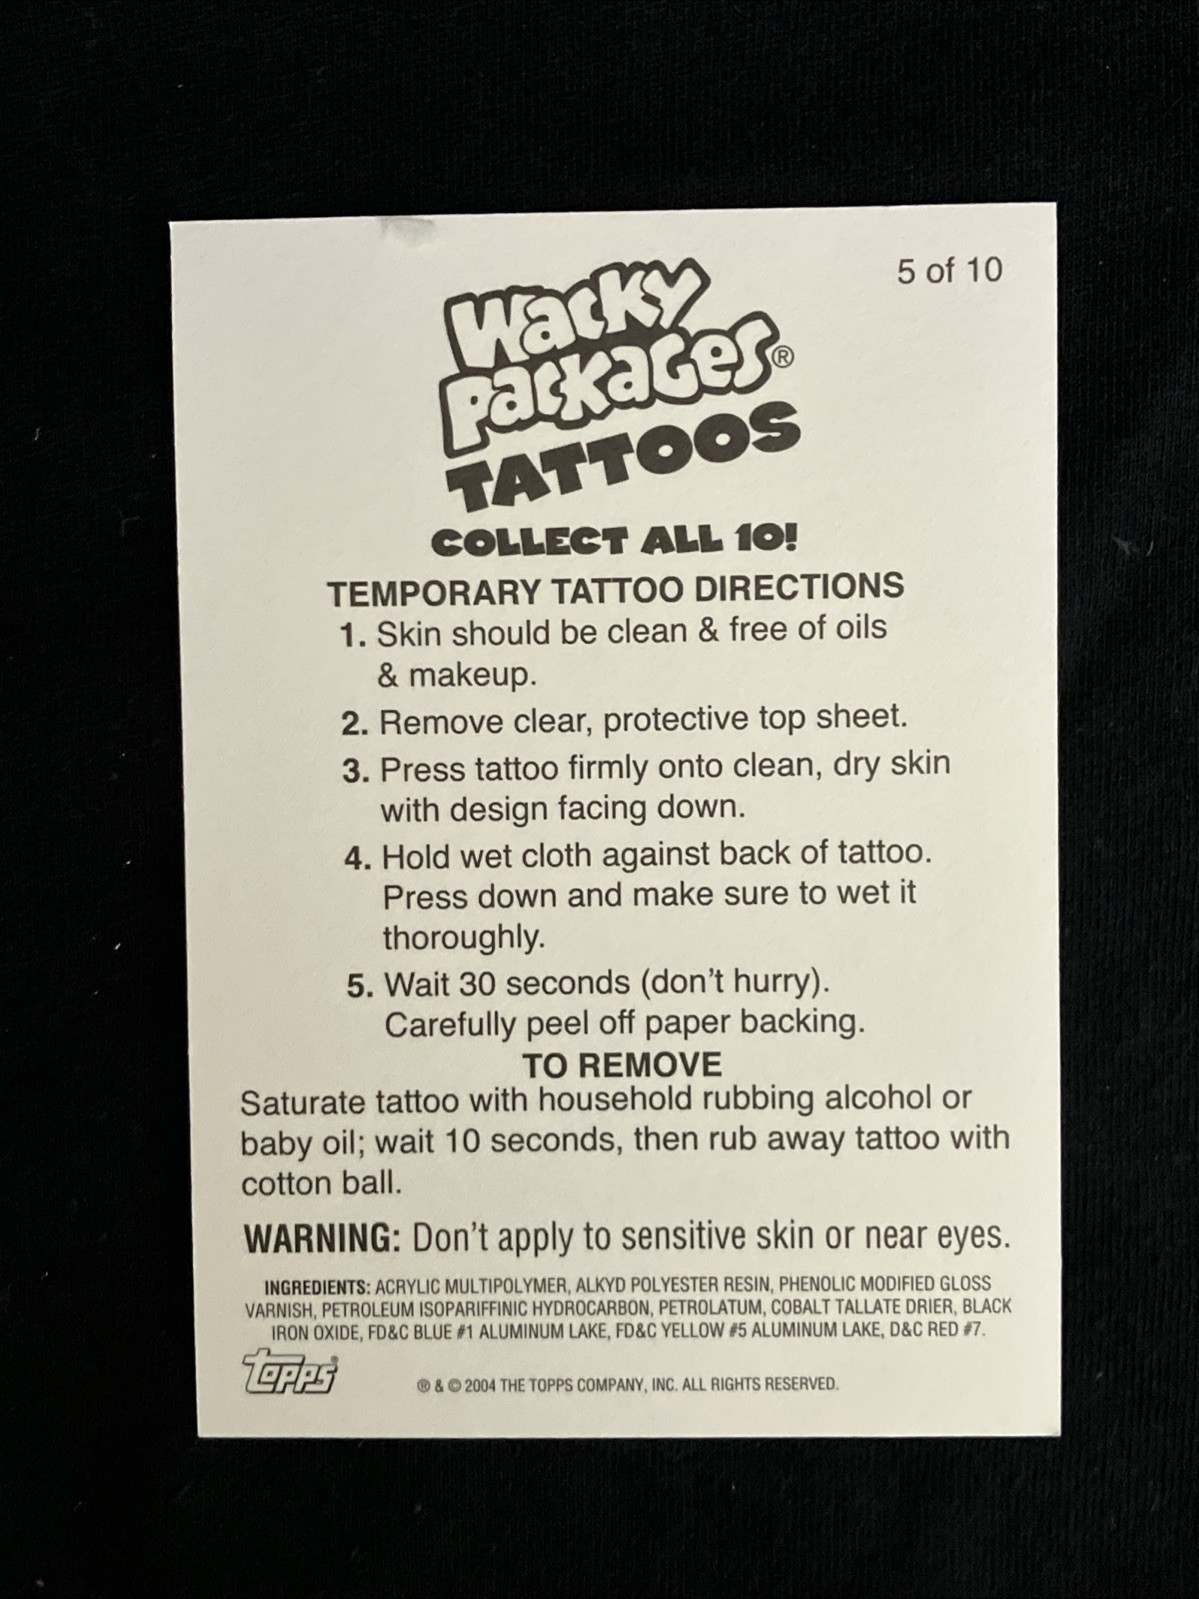 5 of 10
Wacky
Packages®
TATTOOS
COLLECT ALL 10!
TEMPORARY TATTOO DIRECTIONS
1. Skin should be clean & free of oils
& makeup.
2. Remove clear, protective top sheet.
3. Press tattoo firmly onto clean, dry skin
with design facing down.
4. Hold wet cloth against back of tattoo.
Press down and make sure to wet it
thoroughly.
5. Wait 30 seconds (don't hurry).
Carefully peel off paper backing.
TO REMOVE
Saturate tattoo with household rubbing alcohol or
baby oil; wait 10 seconds, then rub away tattoo with
cotton ball.
WARNING: Don't apply to sensitive skin or near eyes.
INGREDIENTS: ACRYLIC MULTIPOLYMER, ALKYD POLYESTER RESIN, PHENOLIC MODIFIED GLOSS
VARNISH, PETROLEUM ISOPARIFFINIC HYDROCARBON, PETROLATUM, COBALT TALLATE DRIER, BLACK
IRON OXIDE, FD&C BLUE #1 ALUMINUM LAKE, FD&C YELLOW #5 ALUMINUM LAKE, D&C RED #7.
Topps®
® & © 2004 THE TOPPS COMPANY, INC. ALL RIGHTS RESERVED.